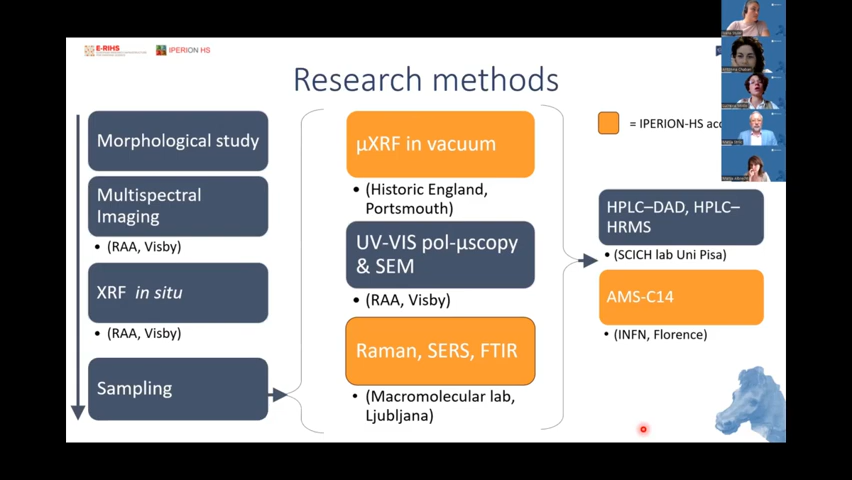 E-RIHS
IPERION HS
Research methods
Morphological study
Multispectral
Imaging
• (RAA, Visby)
XRF in situ
• (RAA, Visby)
Sampling
µXRF in vacuum
• (Historic England,
Portsmouth)
UV-VIS pol-µscopy
& SEM
• (RAA, Visby)
Raman, SERS, FTIR
• (Macromolecular lab,
Ljubljana)
= IPERION-HS acc
HPLC–DAD, HPLC–
HRMS
• (SCICH lab Uni Pisa)
AMS-C14
• (INFN, Florence)